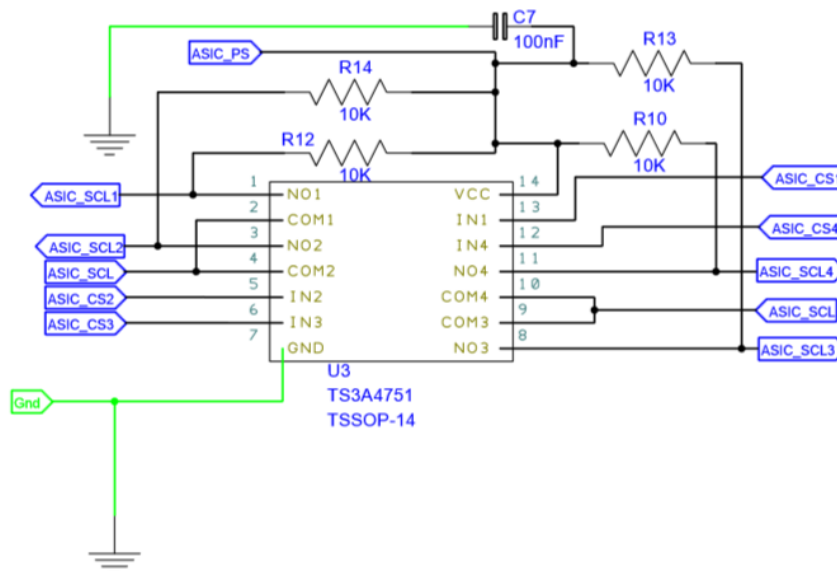 C7
100nF
ASIC_PS
R13
10K
R14
10K
R10
10K
R12
10K
ASIC_SCL1
1
NO1
VCC
14
ASIC_CS1
2
COM1
IN1
13
ASIC_SCL2
3
NO2
IN4
12
ASIC_CS4
ASIC_SCL
4
COM2
NO4
11
ASIC_SCL4
ASIC_CS2
5
IN2
COM4
10
ASIC_CS3
6
IN3
COM3
9
ASIC_SCL
7
GND
NO3
8
ASIC_SCL3
U3
TS3A4751
TSSOP-14
Gnd